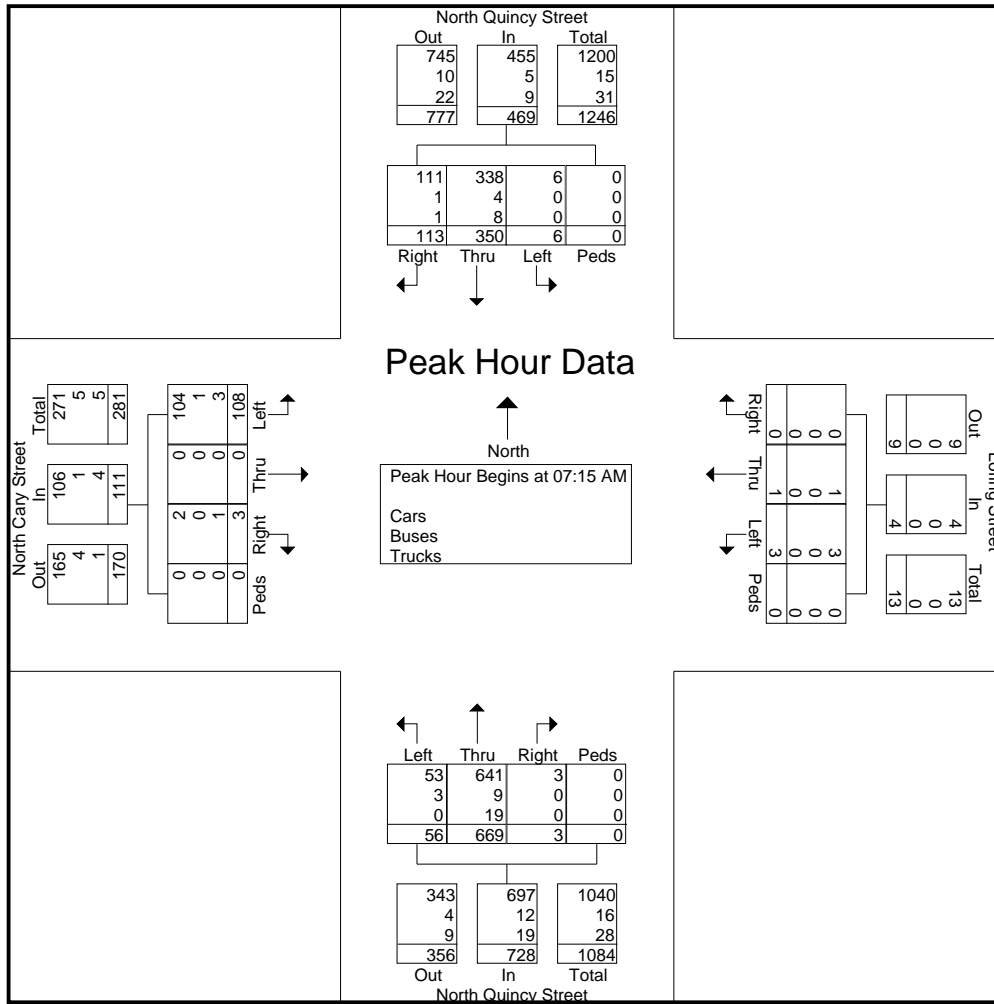 North Quincy Street
Out In Total
745 455 1200
10 5 15
22 9 31
777 469 1246
111 338 6 0
1 4 0 0
1 8 0 0
113 350 6 0
Right Thru Left Peds
Peak Hour Data
North
Peak Hour Begins at 07:15 AM
Cars
Buses
Trucks
North Cary Street
Out In Total
165 106 271
4 1 5
1 4 5
170 111 281
104 0 2 0
1 0 0 0
3 0 1 0
108 0 3 0
Left Thru Right Peds
Right Thru Left Peds
0 1 3 0
0 0 0 0
0 0 0 0
0 1 3 0
Out In Total
9 4 13
0 0 0
0 0 0
9 4 13
Street
Left Thru Right Peds
53 641 3 0
3 9 0 0
0 19 0 0
56 669 3 0
343 697 1040
4 12 16
9 19 28
356 728 1084
Out In Total
North Quincy Street